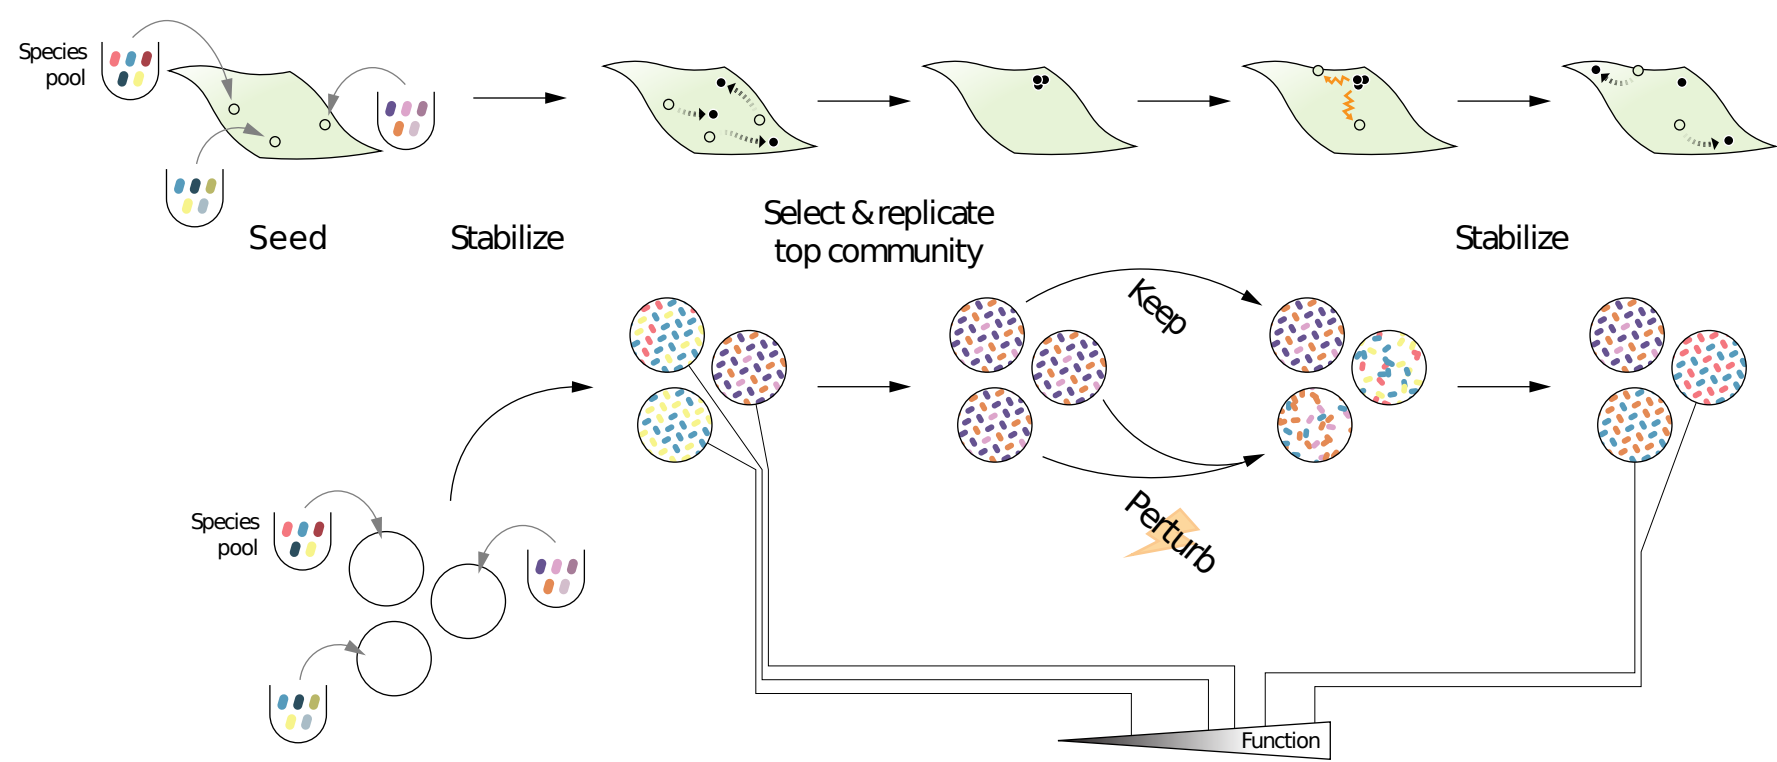 Species
pool
Seed
Stabilize
Select & replicate
top community
Stabilize
Keep
Species
pool
Perturb
Function